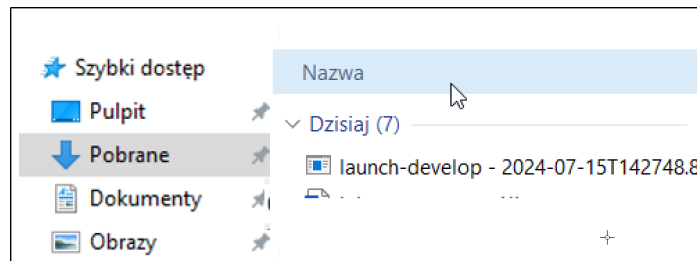 Szybki dostęp
Pulpit
Pobrane
Dokumenty
Obrazy
Nazwa
Dzisiaj (7)
launch-develop - 2024-07-15T142748.8